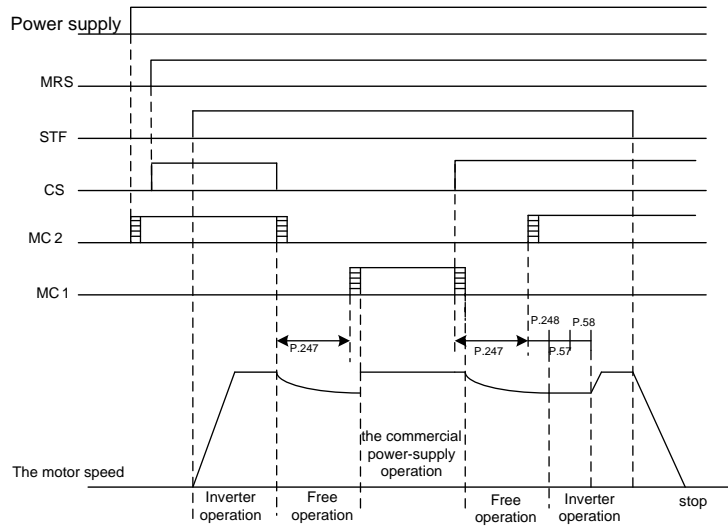 Power supply
MRS
STF
CS
MC 2
MC 1
P.248
P.58
P.247
P.247
P.57
the commercial
power-supply
operation
The motor speed
Inverter
operation
Free
operation
Free
operation
Inverter
operation
stop